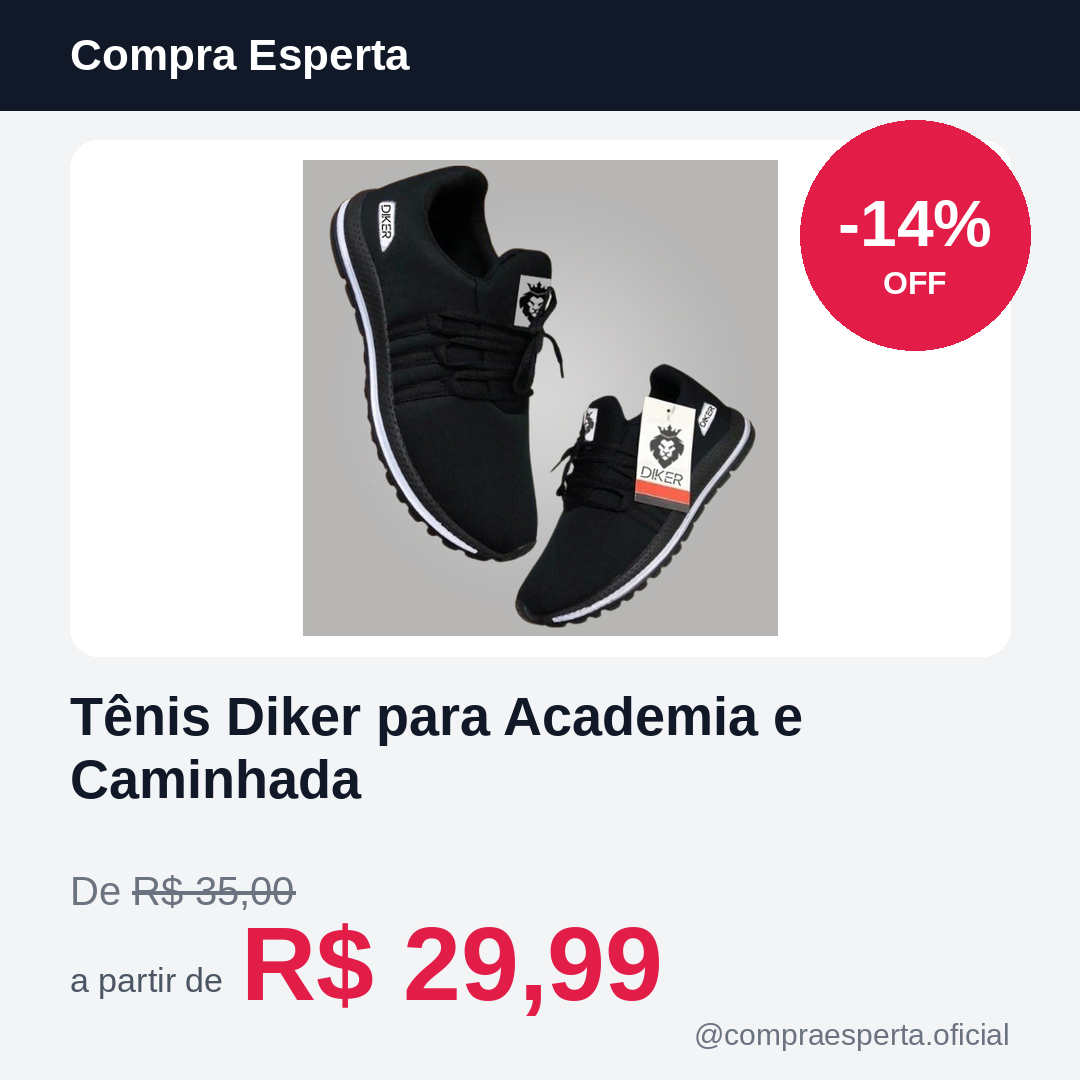 Compra Esperta
-14%
OFF
DIKER
DIKER
DIKER
Tênis Diker para Academia e
Caminhada
De R$ 35,00
a partir de R$ 29,99
@compraesperta.oficial